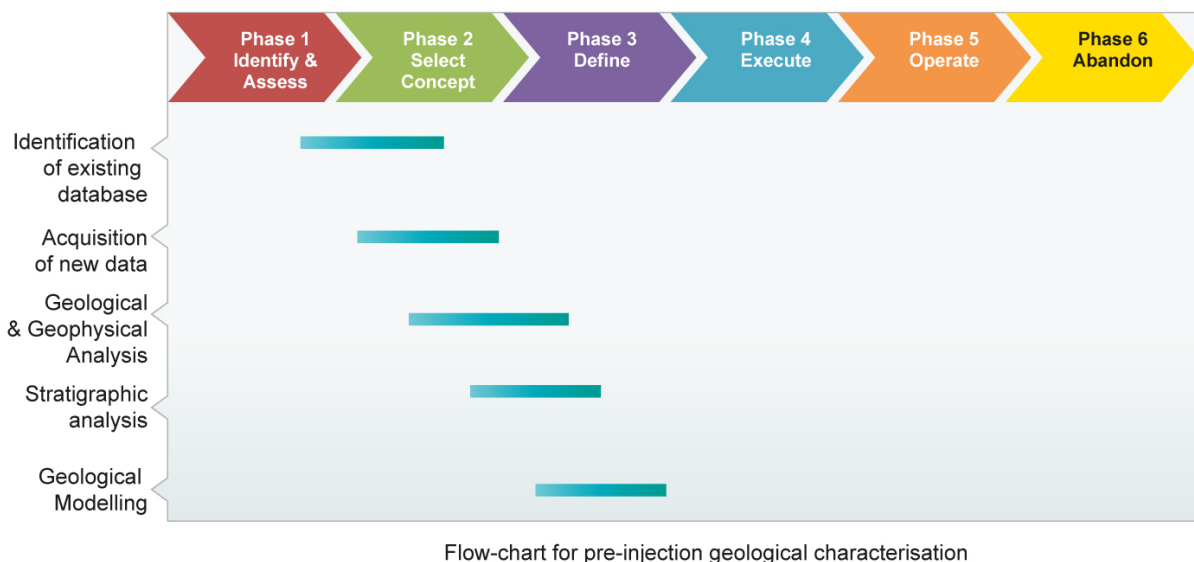 Phase 1
Identify &
Assess
Phase 2
Select
Concept
Phase 3
Define
Phase 4
Execute
Phase 5
Operate
Phase 6
Abandon
Identification
of existing
database
Acquisition
of new data
Geological
& Geophysical
Analysis
Stratigraphic
analysis
Geological
Modelling
Flow-chart for pre-injection geological characterisation